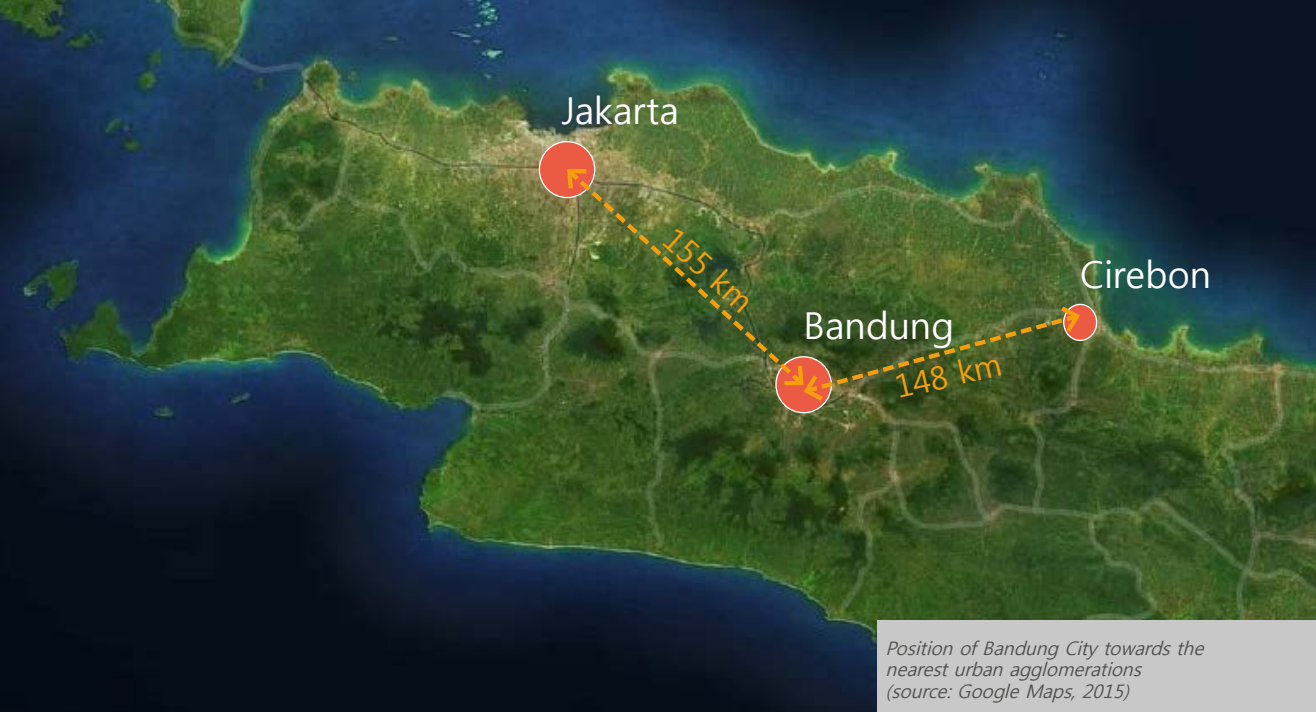 Jakarta
155 km
Cirebon
Bandung
148 km
Position of Bandung City towards the
nearest urban agglomerations
(source: Google Maps, 2015)